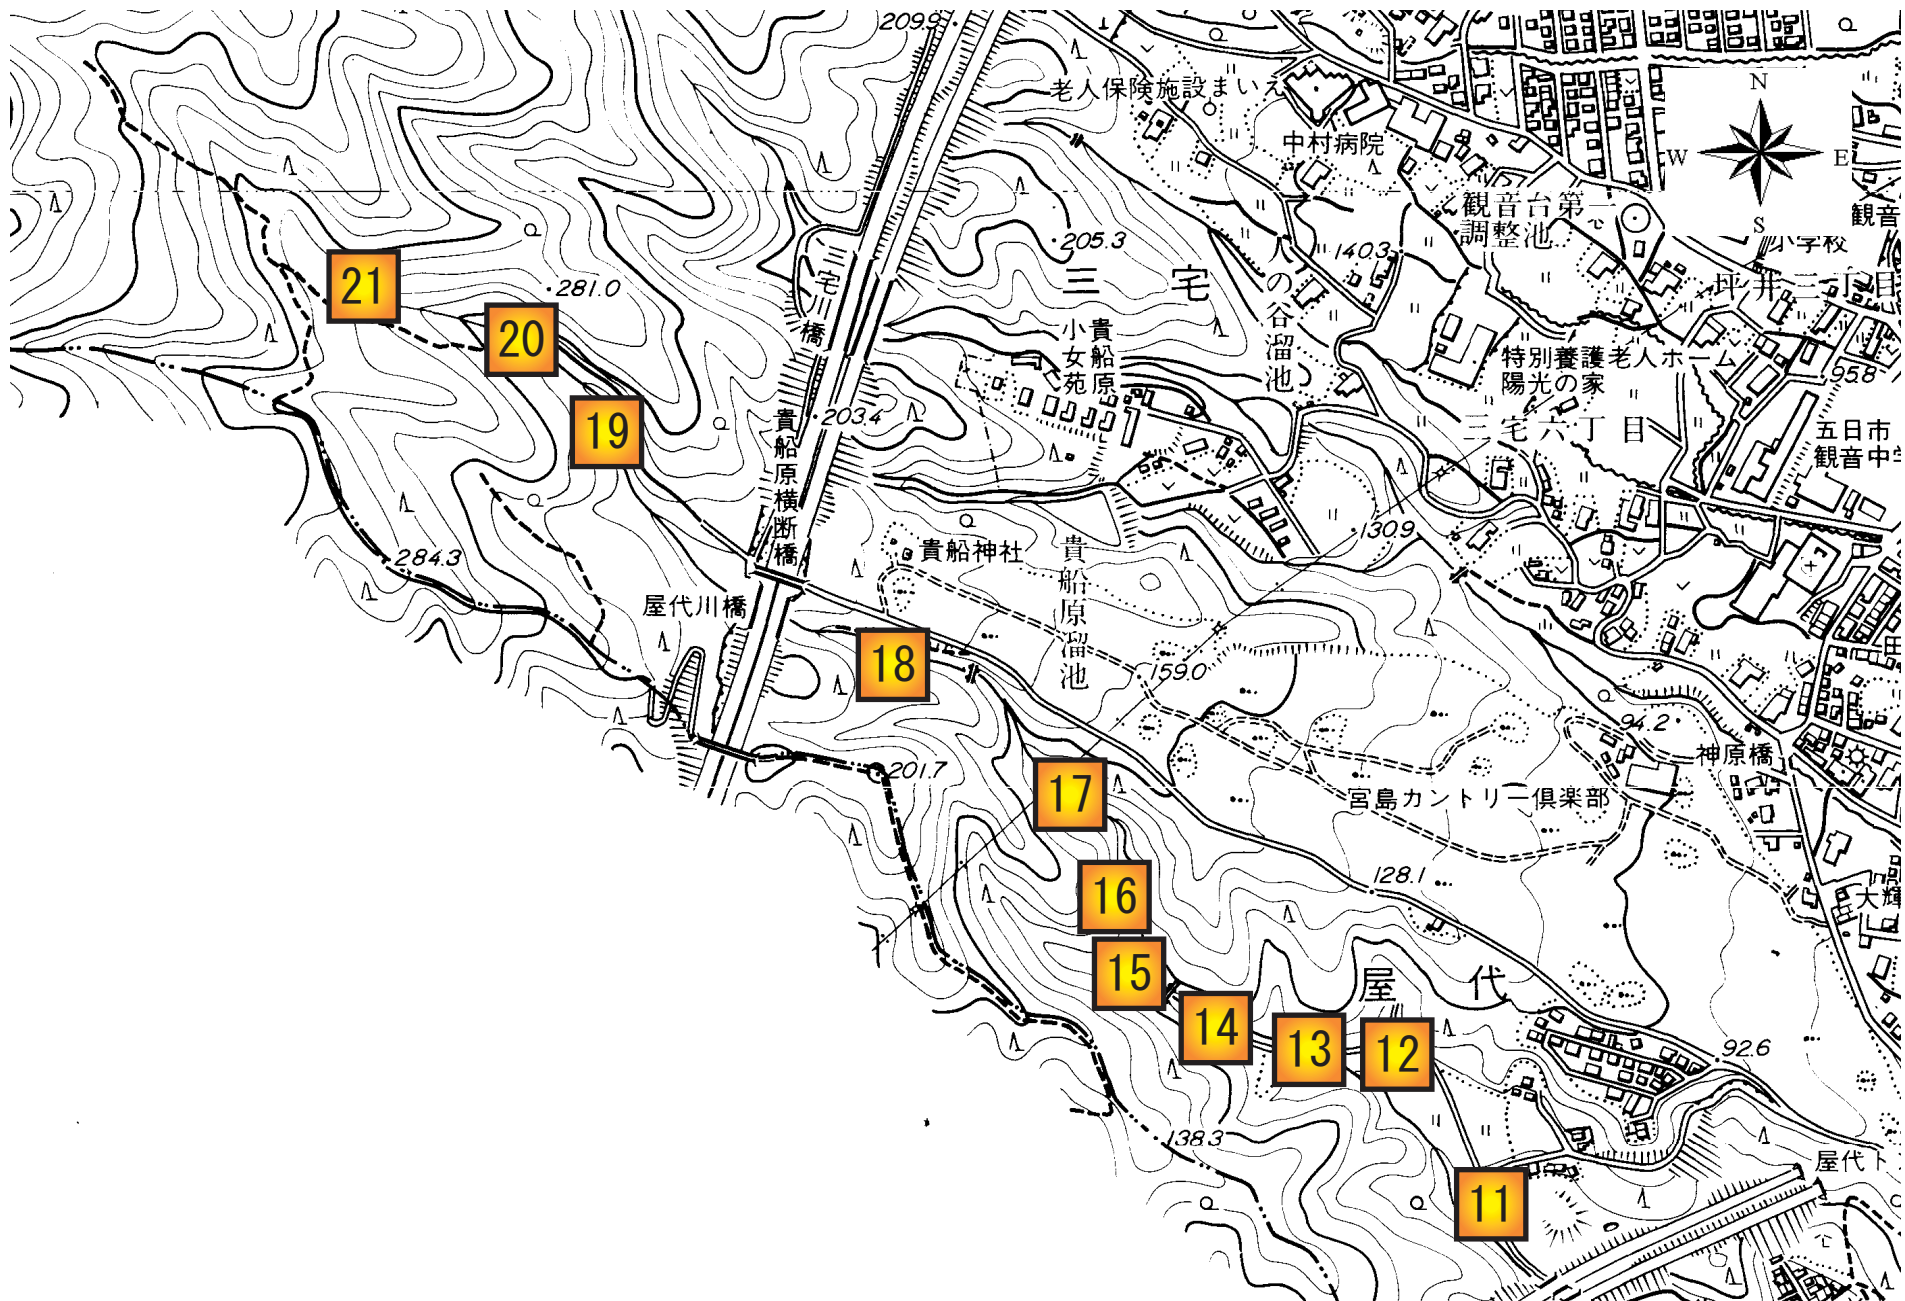 209.9
老人保険施設まいえ
中村病院
N
W
E
S
観音
観音台第一
調整池
小学校
205.3
140.3
三宅
人の谷溜池
坪井三丁目
三宅川橋
21
281.0
20
貴船原
小女苑
特別養護老人ホーム
陽光の家
95.8
19
203.4
三宅六丁目
五日市
観音中学
貴船原横断橋
130.9
貴船神社
貴船原溜池
284.3
屋代川橋
18
159.0
94.2
神原橋
201.7
17
宮島カントリー倶楽部
16
128.1
大輝
15
屋代
14
13
12
92.6
138.3
屋代ト
11